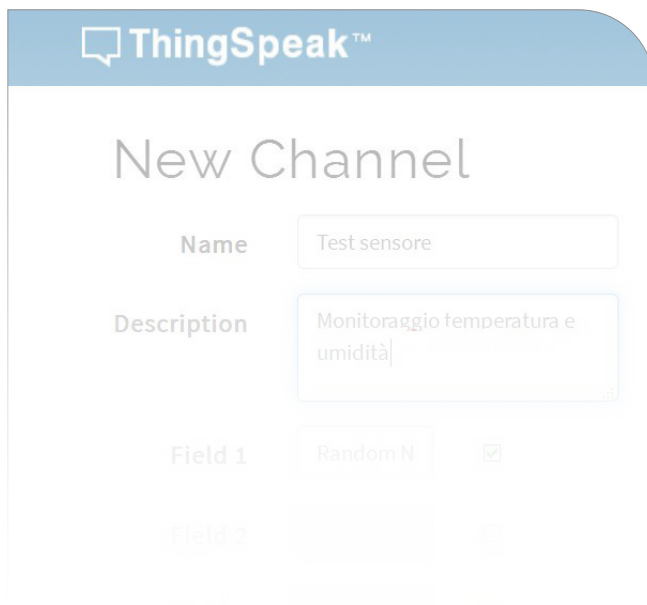 ThingSpeak™
New Channel
Name Test sensore
Description Monitoraggio temperatura e
umidità
Field 1 Random N
Field 2